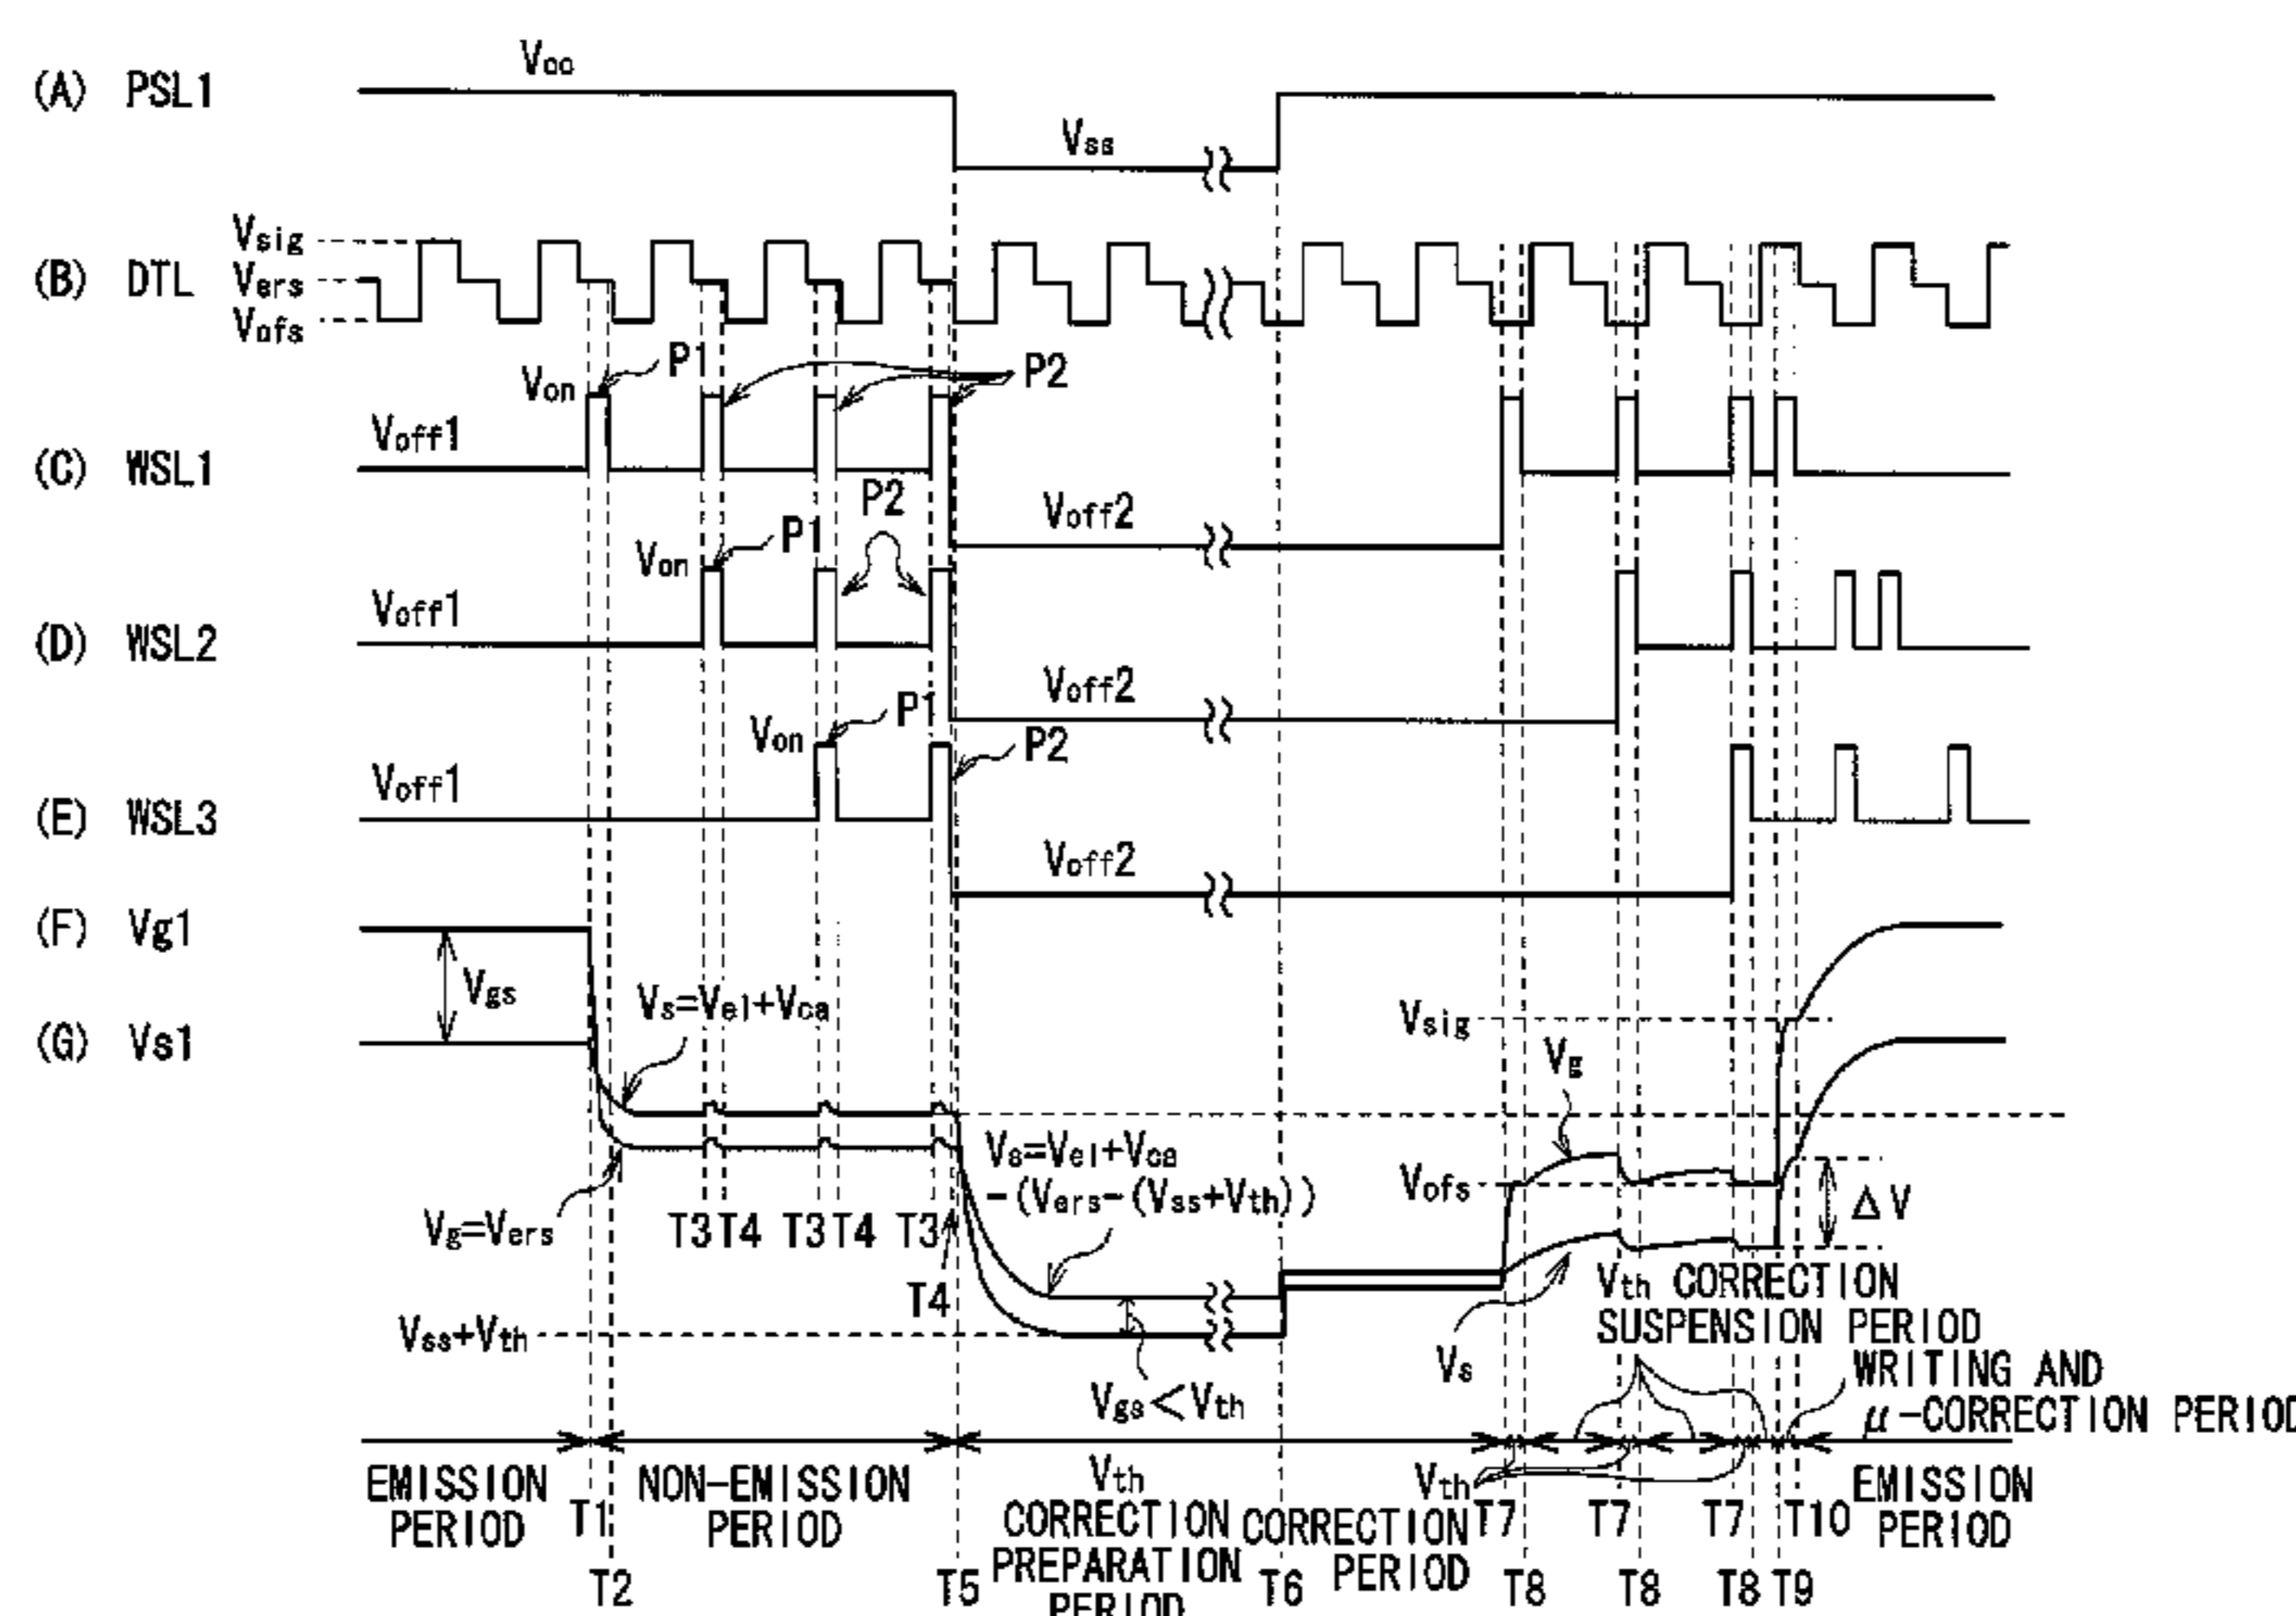 (A) PSL1
Vcc
Vss
(B) DTL
Vsig
Vers
Vofs
(C) WSL1
Voff1
Von
P1
P2
Voff2
(D) WSL2
Voff1
Von
P1
P2
Voff2
(E) WSL3
Voff1
Von
P1
P2
Voff2
(F) Vg1
Vgs
(G) Vs1
Vs=Vel+Vca
Vg=Vers
T3 T4 T3 T4 T3
T4
Vs=Vel+Vca
-(Vers-(Vss+Vth))
Vss+Vth
Vgs<Vth
Vsig
Vg
Vofs
ΔV
Vs
Vth CORRECTION
SUSPENSION PERIOD
WRITING AND
μ-CORRECTION PERIOD
EMISSION
PERIOD
T1
T2
NON-EMISSION
PERIOD
T5
Vth
CORRECTION
PREPARATION
PERIOD
T6
Vth
CORRECTION
PERIOD
T7 T7 T7 T10
T8 T8 T8 T9
EMISSION
PERIOD